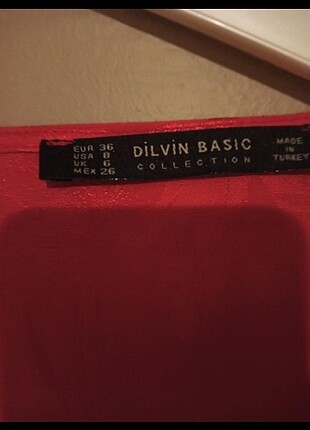 EUR 36
USA 8
UK 6
MEX 26
DİLVİN BASIC
COLLECTION
MADE
IN
TURKEY